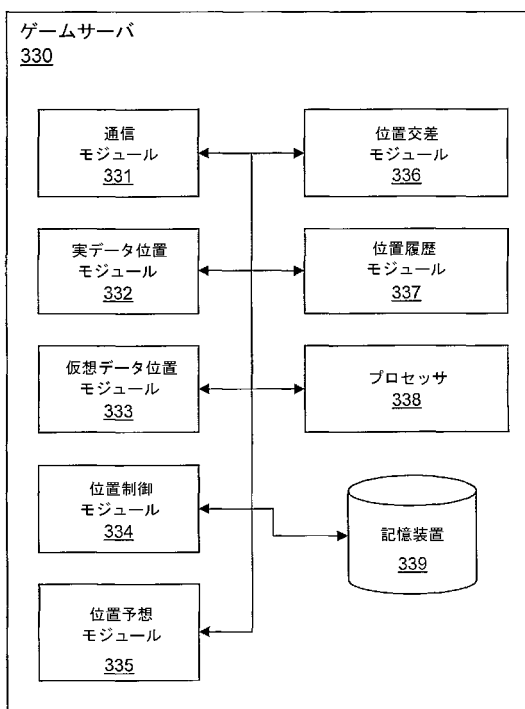 ゲームサーバ
330
通信
モジュール
331
実データ位置
モジュール
332
仮想データ位置
モジュール
333
位置制御
モジュール
334
位置予想
モジュール
335
位置交差
モジュール
336
位置履歴
モジュール
337
プロセッサ
338
記憶装置
339